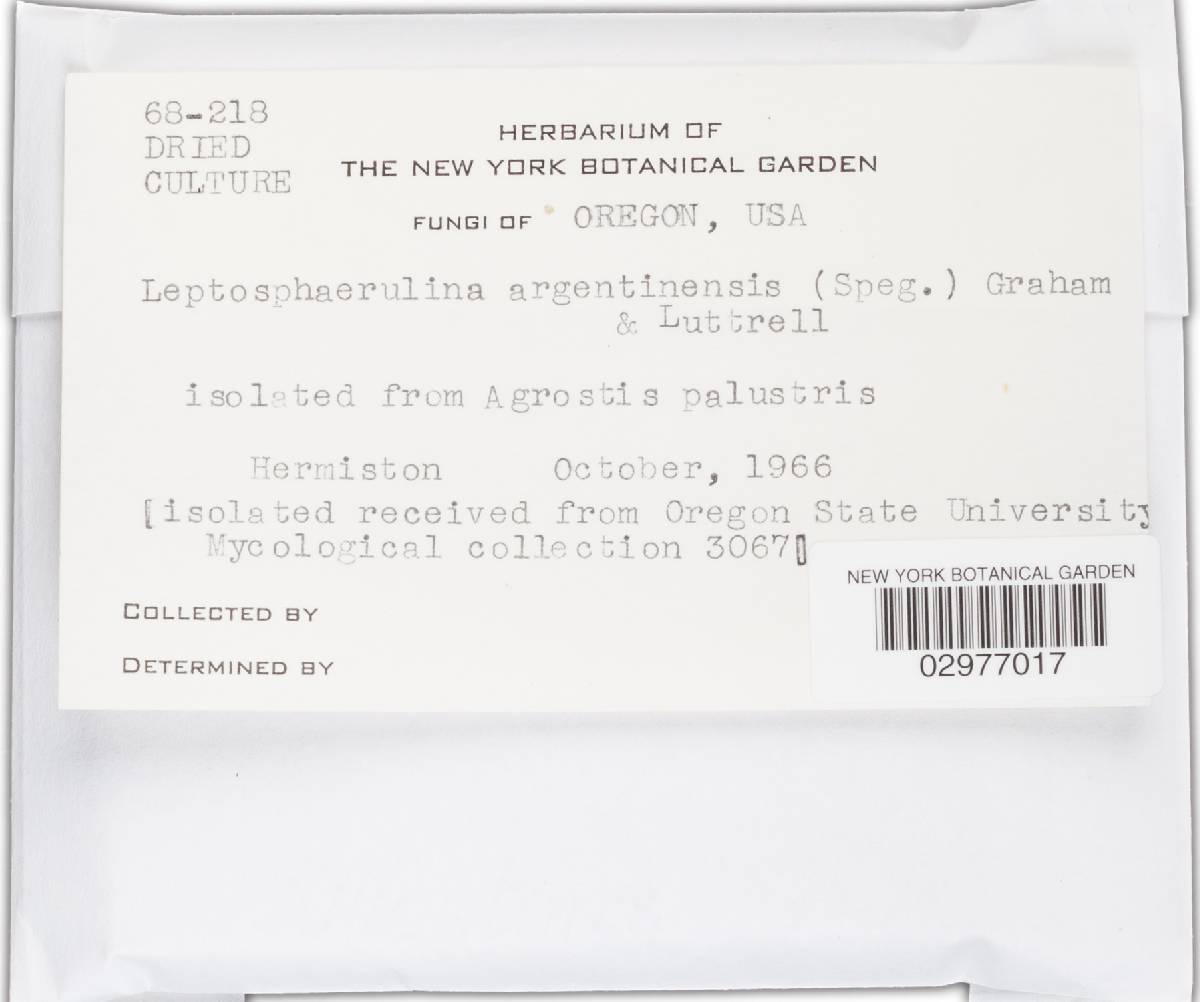 68-218
DRIED
CULTURE
HERBARIUM OF
THE NEW YORK BOTANICAL GARDEN
FUNGI OF OREGON, USA
Leptosphaerulina argentinensis (Speg.) Graham
& Luttrell
isolated from Agrostis palustris
Hermiston October, 1966
[isolated received from Oregon State University
Mycological collection 3067]
COLLECTED BY
DETERMINED BY
NEW YORK BOTANICAL GARDEN
02977017